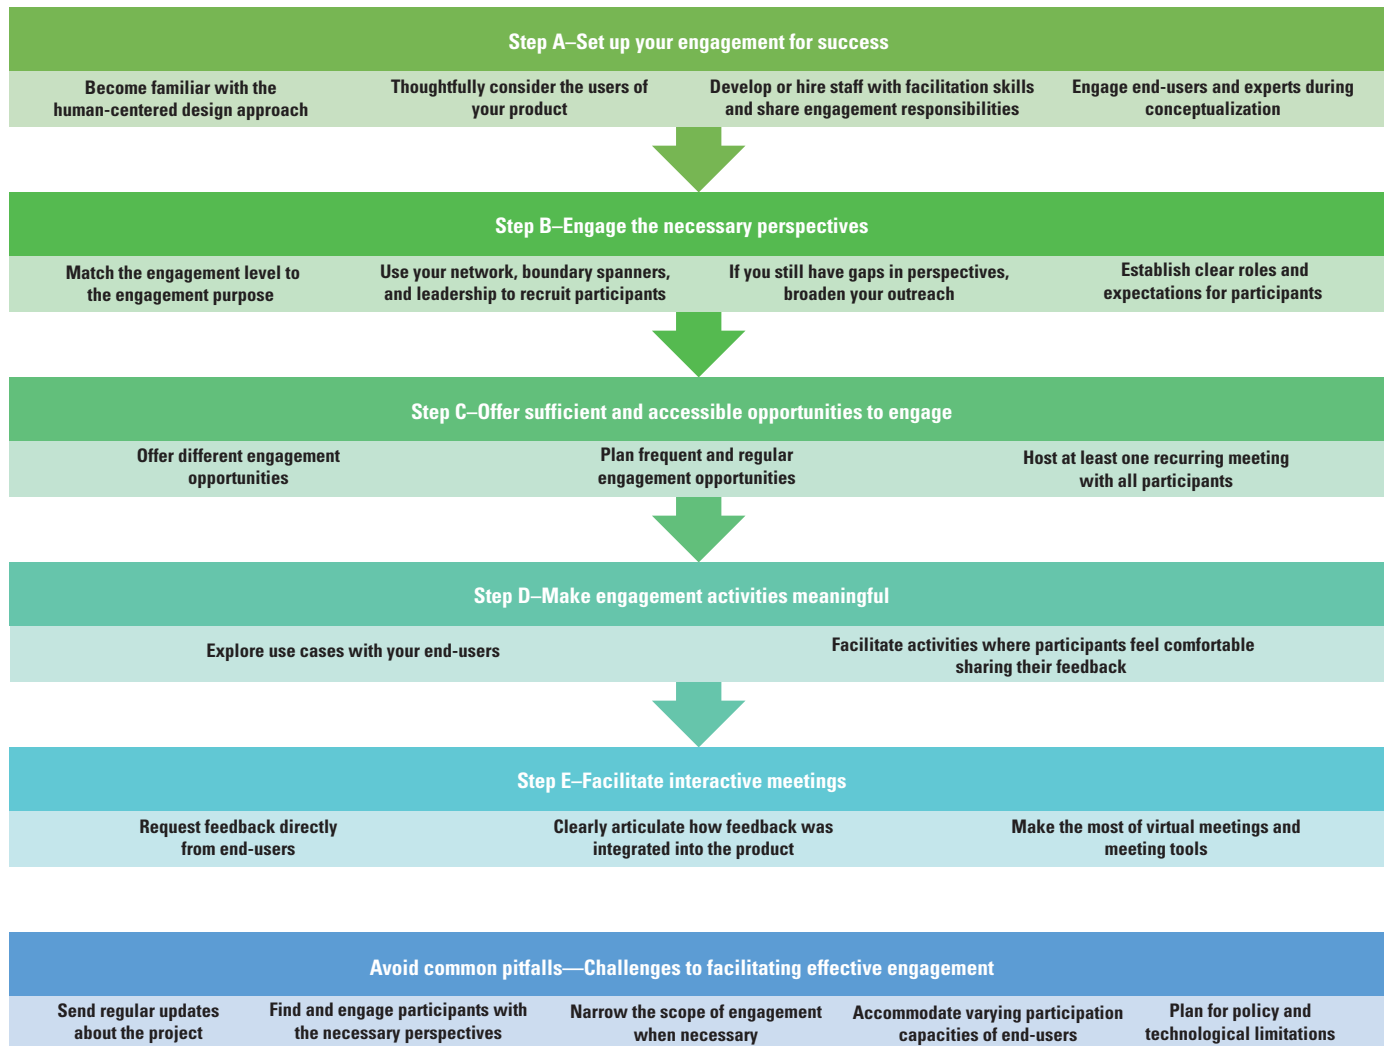 Step A–Set up your engagement for success
Become familiar with the
human-centered design approach
Thoughtfully consider the users of
your product
Develop or hire staff with facilitation skills
and share engagement responsibilities
Engage end-users and experts during
conceptualization
Step B–Engage the necessary perspectives
Match the engagement level to
the engagement purpose
Use your network, boundary spanners,
and leadership to recruit participants
If you still have gaps in perspectives,
broaden your outreach
Establish clear roles and
expectations for participants
Step C–Offer sufficient and accessible opportunities to engage
Offer different engagement
opportunities
Plan frequent and regular
engagement opportunities
Host at least one recurring meeting
with all participants
Step D–Make engagement activities meaningful
Explore use cases with your end-users
Facilitate activities where participants feel comfortable
sharing their feedback
Step E–Facilitate interactive meetings
Request feedback directly
from end-users
Clearly articulate how feedback was
integrated into the product
Make the most of virtual meetings and
meeting tools
Avoid common pitfalls—Challenges to facilitating effective engagement
Send regular updates
about the project
Find and engage participants with
the necessary perspectives
Narrow the scope of engagement
when necessary
Accommodate varying participation
capacities of end-users
Plan for policy and
technological limitations